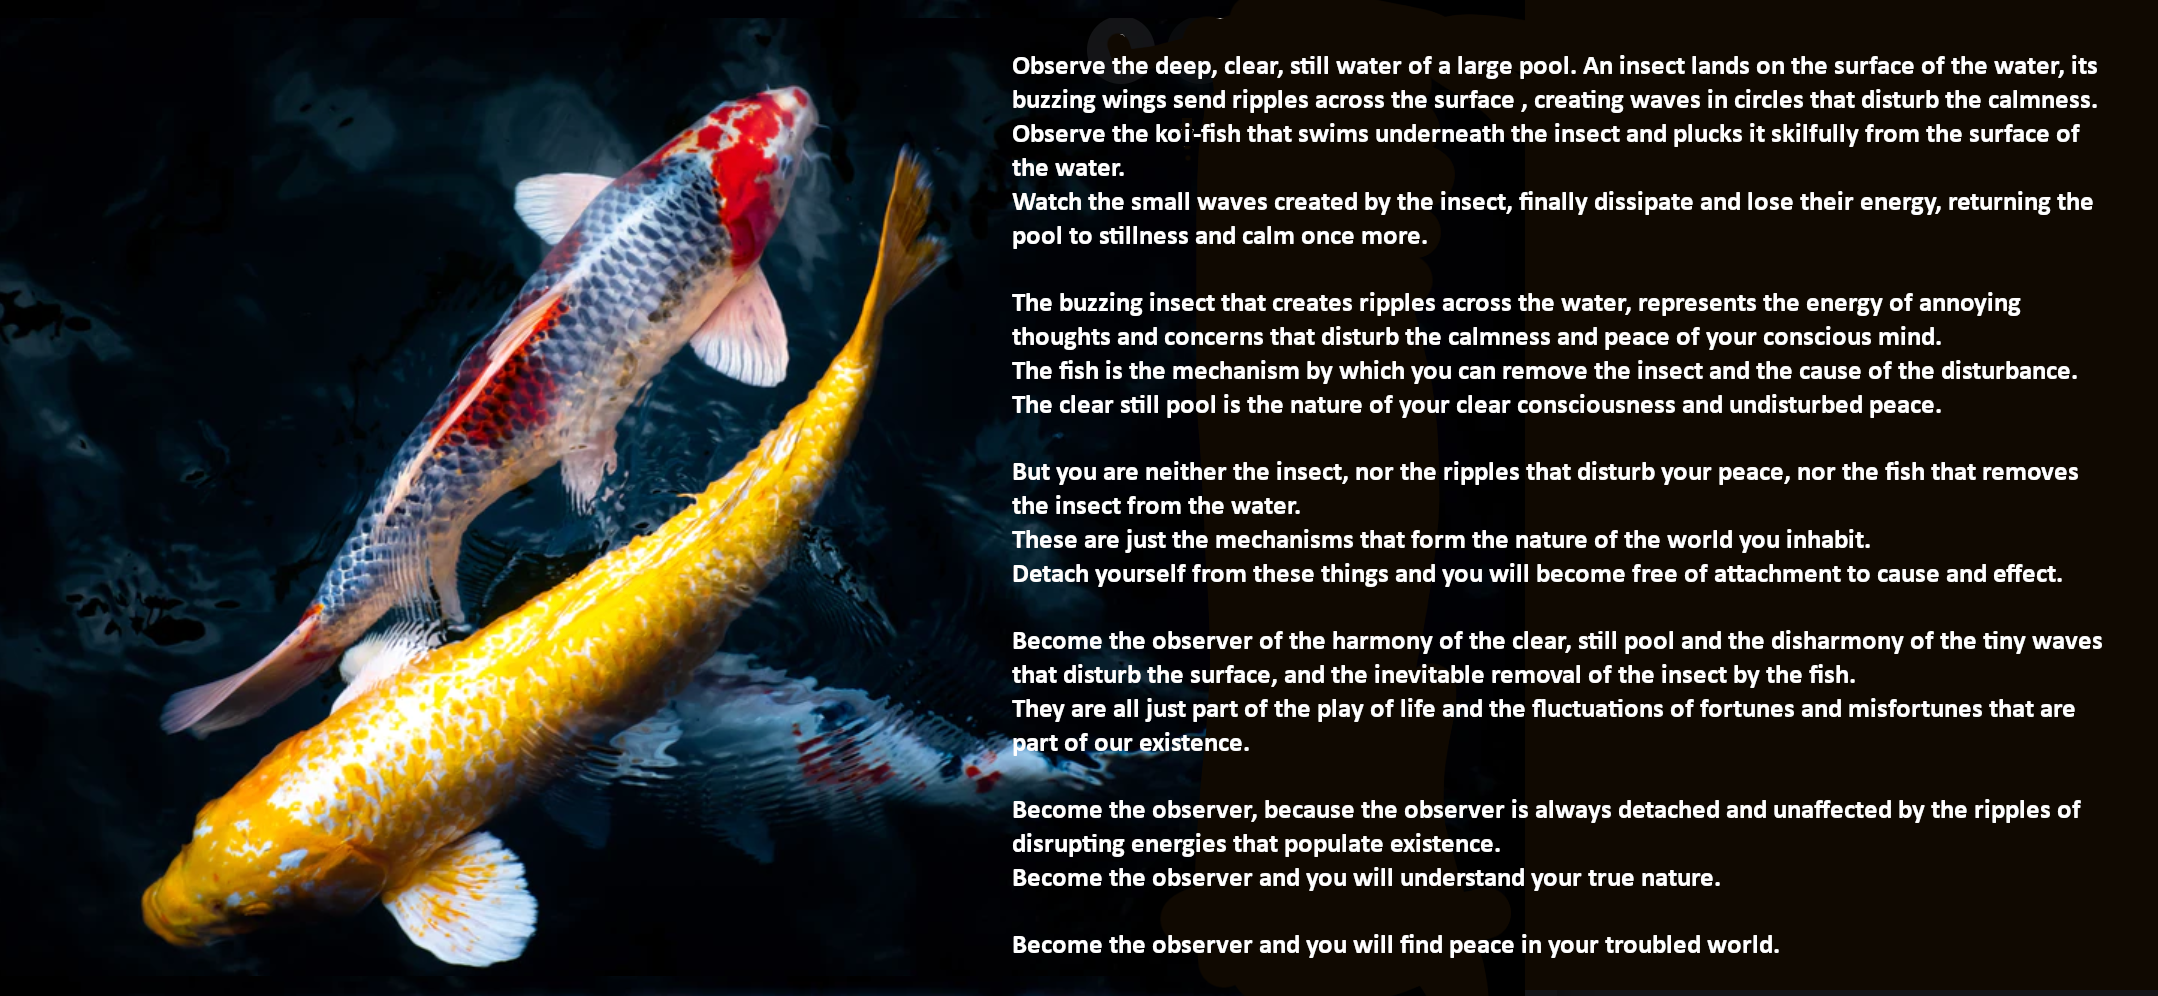 Observe the deep, clear, still water of a large pool. An insect lands on the surface of the water, its
buzzing wings send ripples across the surface , creating waves in circles that disturb the calmness.
Observe the koi-fish that swims underneath the insect and plucks it skilfully from the surface of
the water.
Watch the small waves created by the insect, finally dissipate and lose their energy, returning the
pool to stillness and calm once more.
The buzzing insect that creates ripples across the water, represents the energy of annoying
thoughts and concerns that disturb the calmness and peace of your conscious mind.
The fish is the mechanism by which you can remove the insect and the cause of the disturbance.
The clear still pool is the nature of your clear consciousness and undisturbed peace.
But you are neither the insect, nor the ripples that disturb your peace, nor the fish that removes
the insect from the water.
These are just the mechanisms that form the nature of the world you inhabit.
Detach yourself from these things and you will become free of attachment to cause and effect.
Become the observer of the harmony of the clear, still pool and the disharmony of the tiny waves
that disturb the surface, and the inevitable removal of the insect by the fish.
They are all just part of the play of life and the fluctuations of fortunes and misfortunes that are
part of our existence.
Become the observer, because the observer is always detached and unaffected by the ripples of
disrupting energies that populate existence.
Become the observer and you will understand your true nature.
Become the observer and you will find peace in your troubled world.